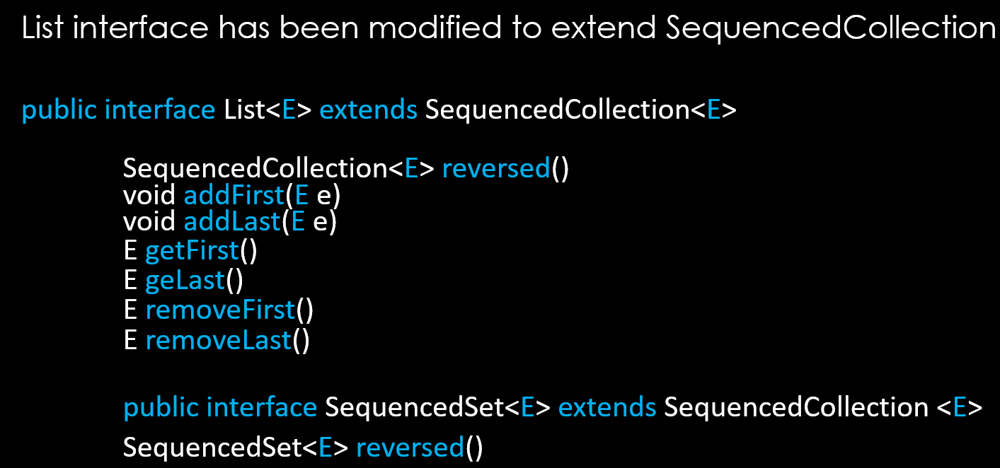 List interface has been modified to extend SequencedCollection
public interface List<E> extends SequencedCollection<E>
SequencedCollection<E> reversed()
void addFirst(E e)
void addLast(E e)
E getFirst()
E geLast()
E removeFirst()
E removeLast()
public interface SequencedSet<E> extends SequencedCollection <E>
SequencedSet<E> reversed()